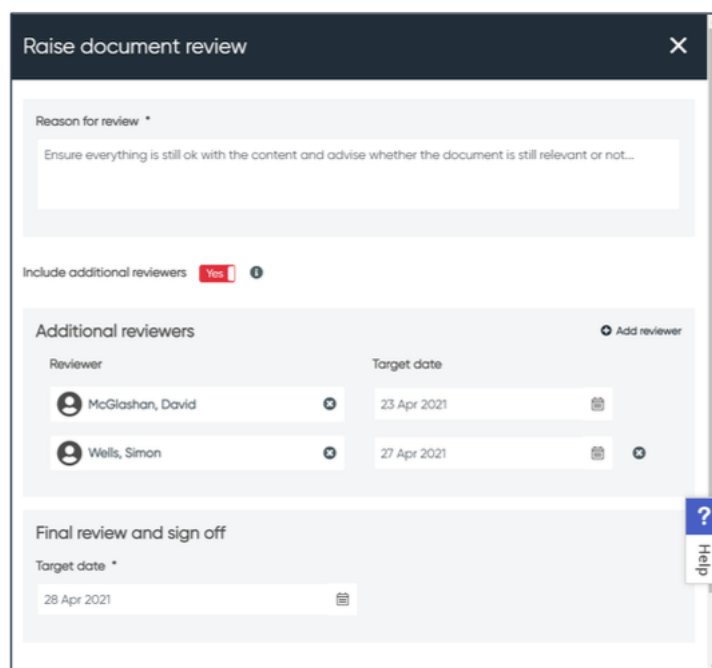 Raise document review
Reason for review *
Ensure everything is still ok with the content and advise whether the document is still relevant or not...
Include additional reviewers Yes
Additional reviewers
Add reviewer
Reviewer Target date
McGlashan, David 23 Apr 2021
Wells, Simon 27 Apr 2021
Final review and sign off
Target date *
28 Apr 2021
? Help